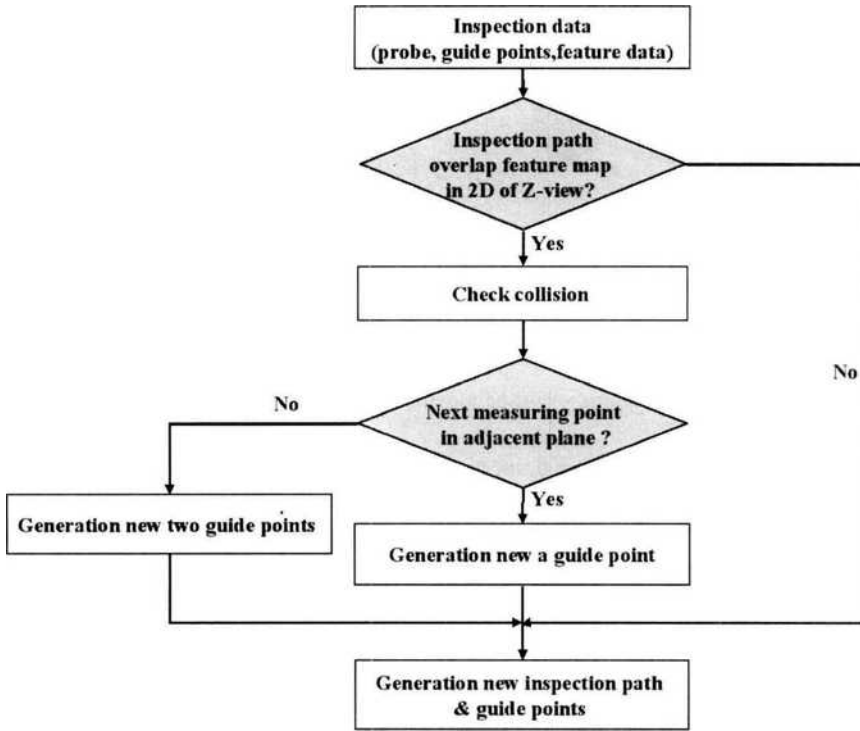 Inspection data
(probe, guide points,feature data)
Inspection path
overlap feature map
in 2D of Z-view?
Yes
Check collision
No
No
Next measuring point
in adjacent plane ?
Yes
Generation new two guide points
Generation new a guide point
Generation new inspection path
& guide points